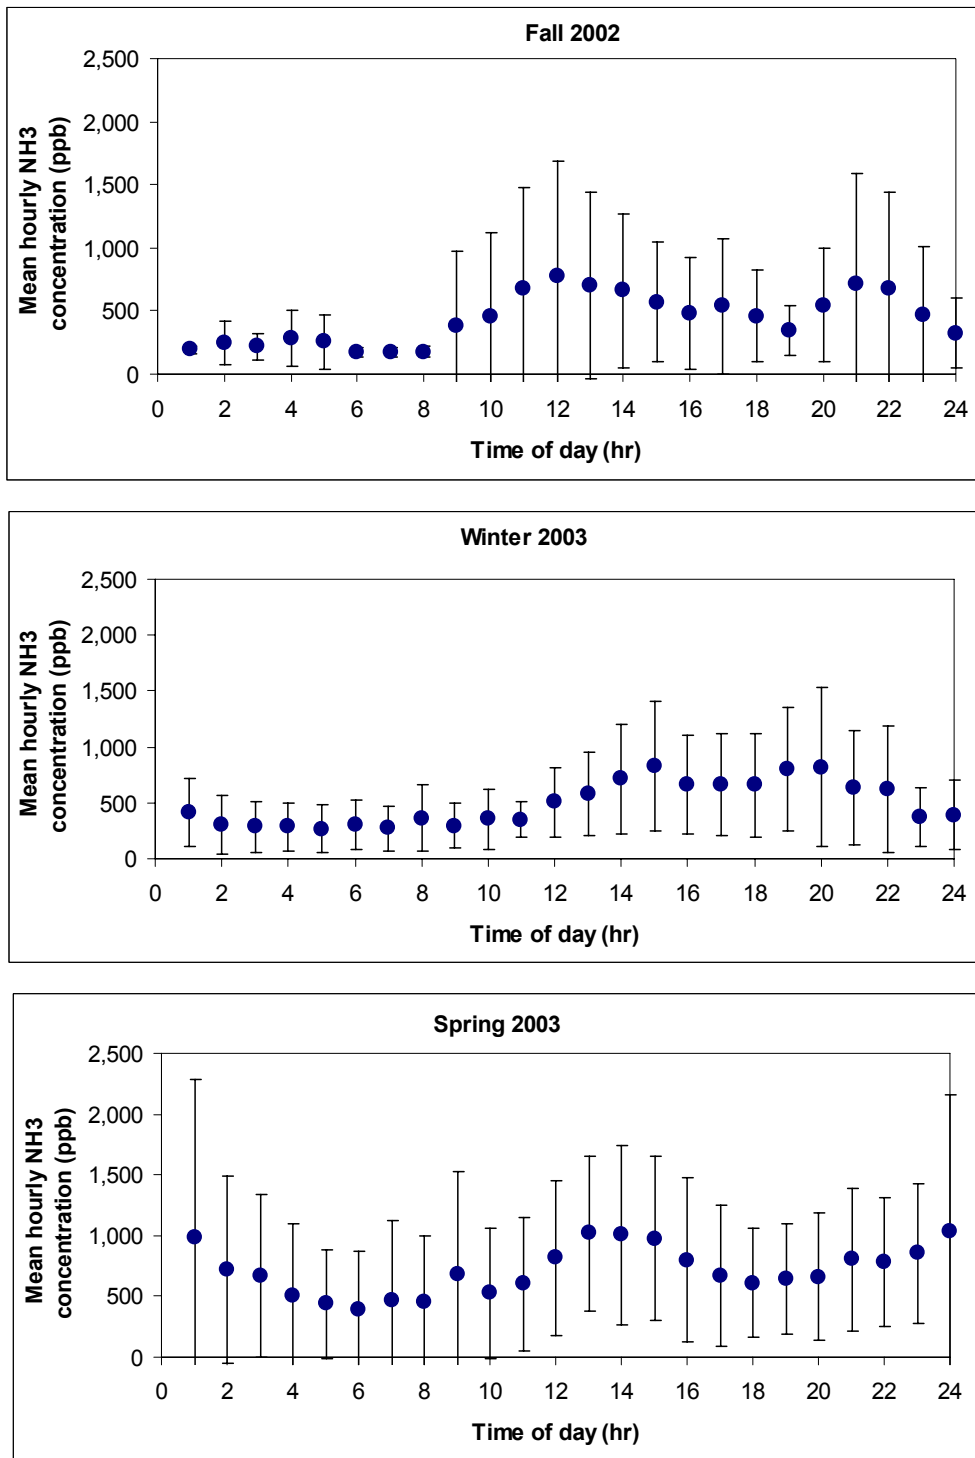 Fall 2002
Mean hourly NH3
concentration (ppb)
2,500
2,000
1,500
1,000
500
0
0 2 4 6 8 10 12 14 16 18 20 22 24
Time of day (hr)
Winter 2003
Mean hourly NH3
concentration (ppb)
2,500
2,000
1,500
1,000
500
0
0 2 4 6 8 10 12 14 16 18 20 22 24
Time of day (hr)
Spring 2003
Mean hourly NH3
concentration (ppb)
2,500
2,000
1,500
1,000
500
0
0 2 4 6 8 10 12 14 16 18 20 22 24
Time of day (hr)